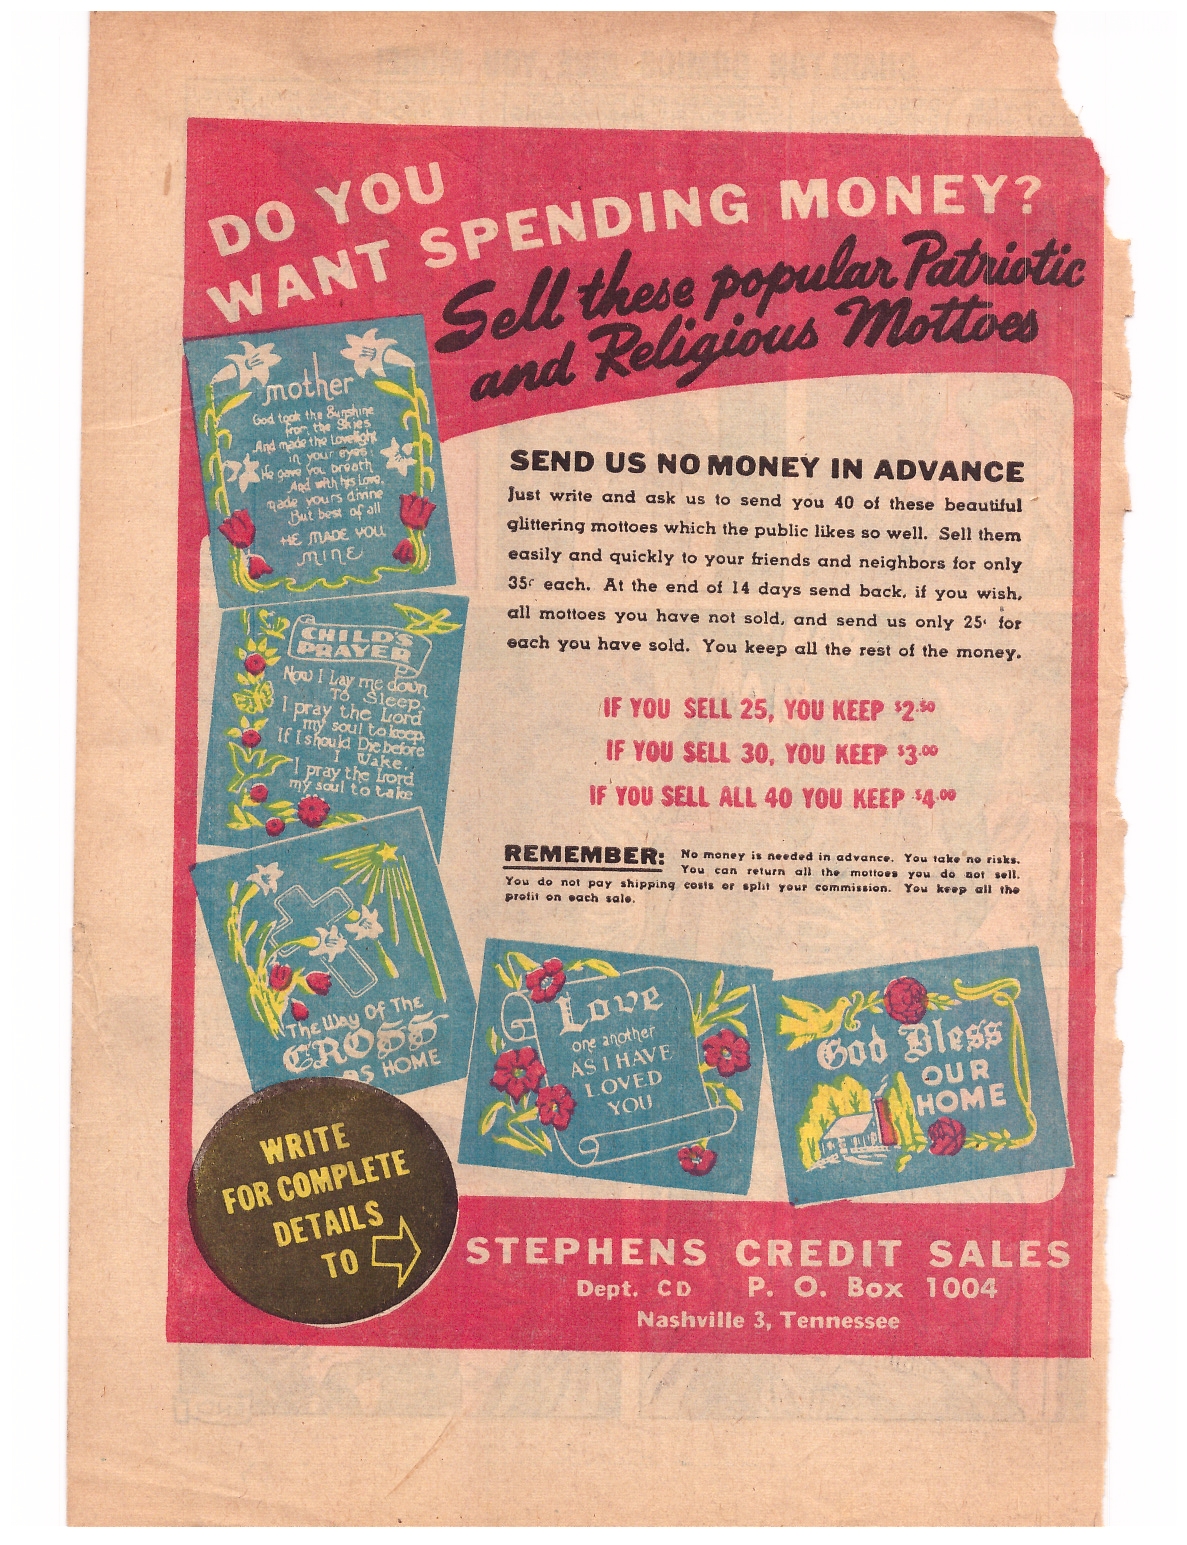 DO YOU
WANT SPENDING MONEY?
Sell these popular Patriotic
and Religious Mottoes
mother
God took the Sunshine
from the Skies
And made the Lovelight
in your eyes;
He gave you breath
And with his Love,
made yours divine
But best of all
HE MADE YOU
MINE
CHILD'S
PRAYER
Now I Lay me down
To Sleep,
I pray the Lord
my soul to keep,
If I should Die before
I Wake,
I pray the Lord
my soul to take
The Way Of The
CROSS
HOME
SEND US NO MONEY IN ADVANCE
Just write and ask us to send you 40 of these beautiful
glittering mottoes which the public likes so well. Sell them
easily and quickly to your friends and neighbors for only
35¢ each. At the end of 14 days send back, if you wish,
all mottoes you have not sold, and send us only 25¢ for
each you have sold. You keep all the rest of the money.
IF YOU SELL 25, YOU KEEP $2.50
IF YOU SELL 30, YOU KEEP $3.00
IF YOU SELL ALL 40 YOU KEEP $4.00
REMEMBER: No money is needed in advance. You take no risks.
You can return all the mottoes you do not sell.
You do not pay shipping costs or split your commission. You keep all the
profit on each sale.
Love
one another
AS I HAVE
LOVED
YOU
God Bless
OUR
HOME
WRITE
FOR COMPLETE
DETAILS
TO
STEPHENS CREDIT SALES
Dept. CD P. O. Box 1004
Nashville 3, Tennessee